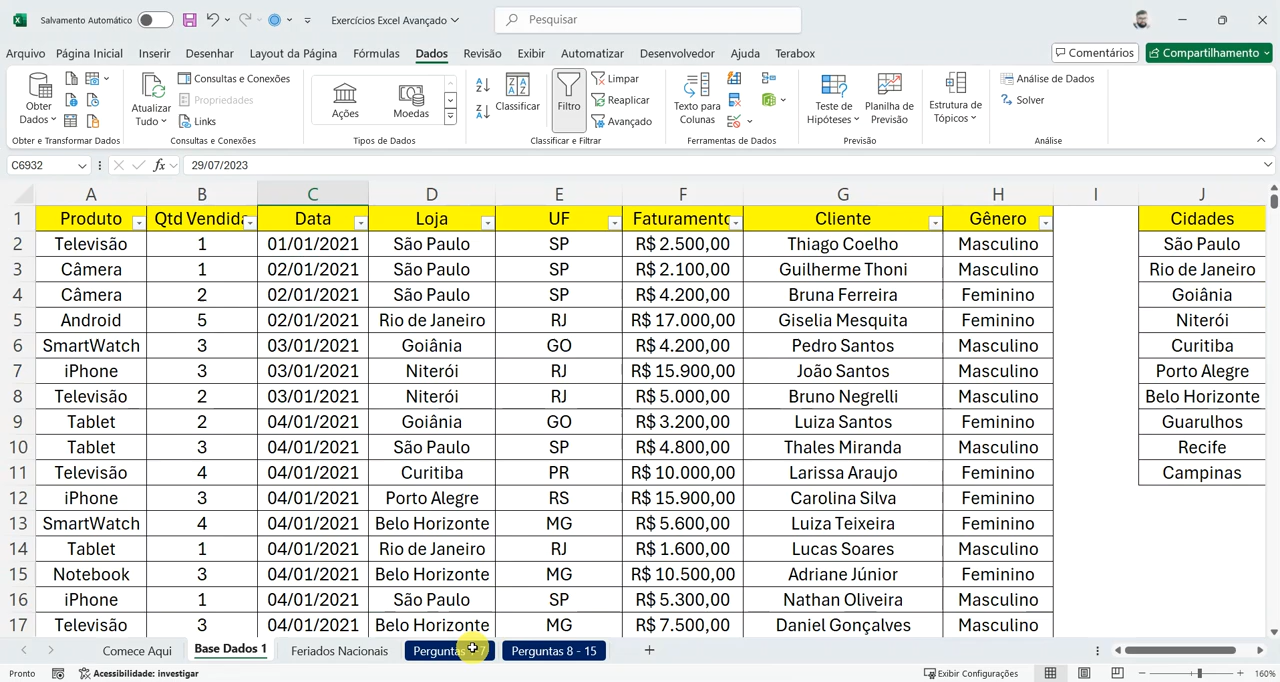 Salvamento Automático
Exercícios Excel Avançado
Pesquisar
Arquivo Página Inicial Inserir Desenhar Layout da Página Fórmulas Dados Revisão Exibir Automatizar Desenvolvedor Ajuda Terabox Comentários Compartilhamento
Obter Dados
Atualizar Tudo
Consultas e Conexões
Propriedades
Links
Ações
Moedas
Classificar
Filtro
Limpar
Reaplicar
Avançado
Texto para Colunas
Teste de Hipóteses
Planilha de Previsão
Estrutura de Tópicos
Análise de Dados
Solver
Obter e Transformar Dados Consultas e Conexões Tipos de Dados Classificar e Filtrar Ferramentas de Dados Previsão Análise
C6932 fx 29/07/2023
A B C D E F G H I J
1 Produto Qtd Vendida Data Loja UF Faturamento Cliente Gênero Cidades
2 Televisão 1 01/01/2021 São Paulo SP R$ 2.500,00 Thiago Coelho Masculino São Paulo
3 Câmera 1 02/01/2021 São Paulo SP R$ 2.100,00 Guilherme Thoni Masculino Rio de Janeiro
4 Câmera 2 02/01/2021 São Paulo SP R$ 4.200,00 Bruna Ferreira Feminino Goiânia
5 Android 5 02/01/2021 Rio de Janeiro RJ R$ 17.000,00 Giselia Mesquita Feminino Niterói
6 SmartWatch 3 03/01/2021 Goiânia GO R$ 4.200,00 Pedro Santos Masculino Curitiba
7 iPhone 3 03/01/2021 Niterói RJ R$ 15.900,00 João Santos Masculino Porto Alegre
8 Televisão 2 03/01/2021 Niterói RJ R$ 5.000,00 Bruno Negrelli Masculino Belo Horizonte
9 Tablet 2 04/01/2021 Goiânia GO R$ 3.200,00 Luiza Santos Feminino Guarulhos
10 Tablet 3 04/01/2021 São Paulo SP R$ 4.800,00 Thales Miranda Masculino Recife
11 Televisão 4 04/01/2021 Curitiba PR R$ 10.000,00 Larissa Araujo Feminino Campinas
12 iPhone 3 04/01/2021 Porto Alegre RS R$ 15.900,00 Carolina Silva Feminino
13 SmartWatch 4 04/01/2021 Belo Horizonte MG R$ 5.600,00 Luiza Teixeira Feminino
14 Tablet 1 04/01/2021 Rio de Janeiro RJ R$ 1.600,00 Lucas Soares Masculino
15 Notebook 3 04/01/2021 Belo Horizonte MG R$ 10.500,00 Adriane Júnior Feminino
16 iPhone 1 04/01/2021 São Paulo SP R$ 5.300,00 Nathan Oliveira Masculino
17 Televisão 3 04/01/2021 Belo Horizonte MG R$ 7.500,00 Daniel Gonçalves Masculino
Comece Aqui Base Dados 1 Feriados Nacionais Perguntas 7 Perguntas 8 - 15
Pronto Acessibilidade: investigar Exibir Configurações 160%